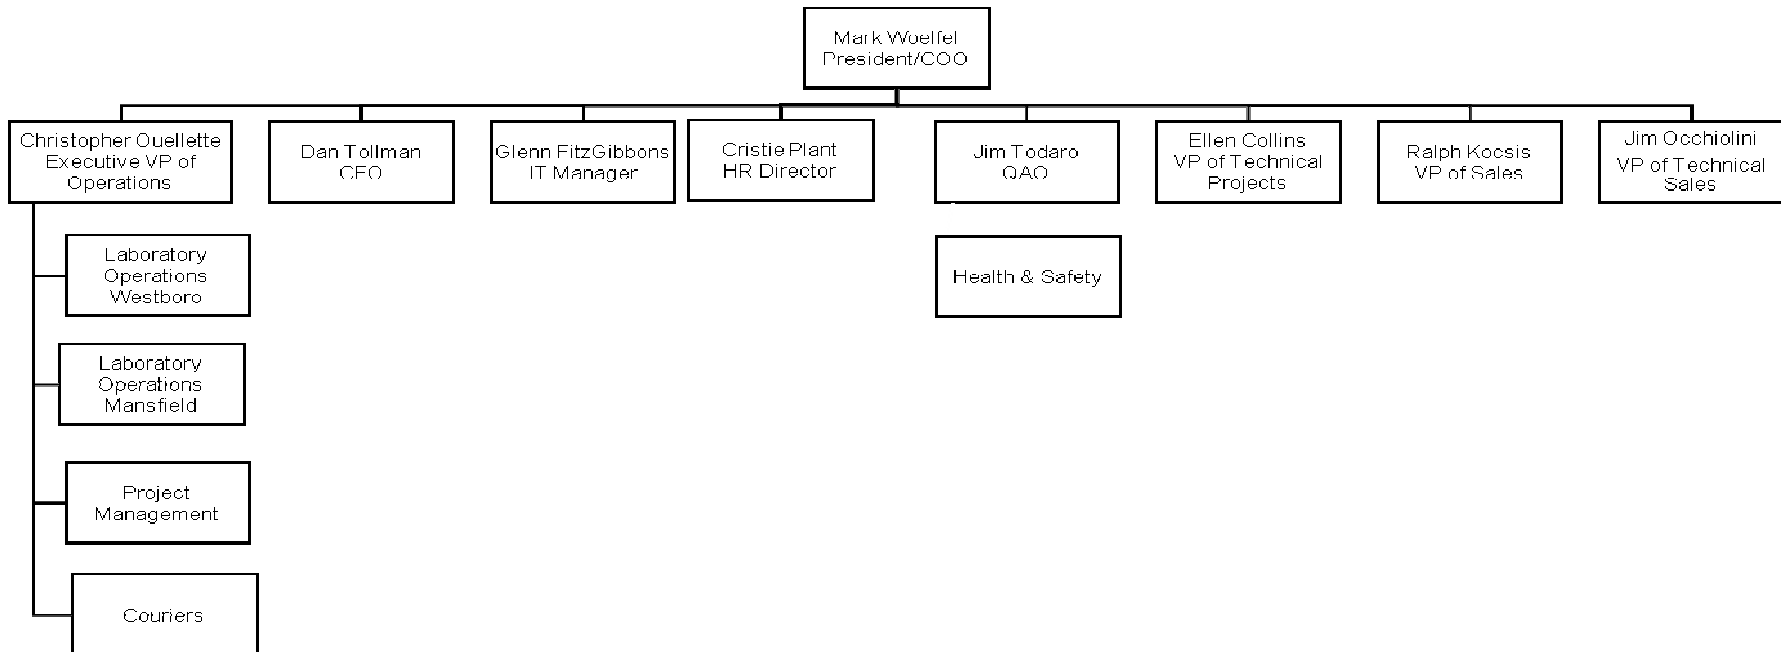 Mark Woelfel
President/COO
Christopher Ouellette
Executive VP of
Operations
Dan Tollman
CFO
Glenn FitzGibbons
IT Manager
Cristie Plant
HR Director
Jim Todaro
QAO
Ellen Collins
VP of Technical
Projects
Ralph Kocsis
VP of Sales
Jim Occhiolini
VP of Technical
Sales
Laboratory
Operations
Westboro
Health & Safety
Laboratory
Operations
Mansfield
Project
Management
Couriers